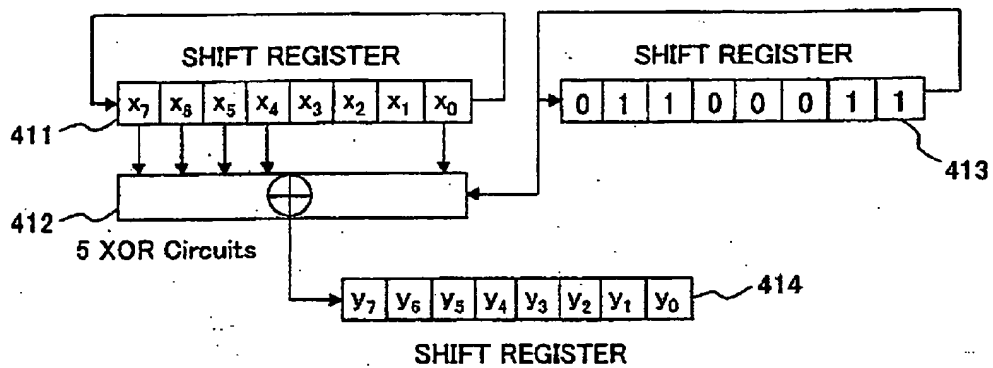 SHIFT REGISTER
SHIFT REGISTER
x₇ x₆ x₅ x₄ x₃ x₂ x₁ x₀
0 1 1 0 0 0 1 1
411
413
412
5 XOR Circuits
y₇ y₆ y₅ y₄ y₃ y₂ y₁ y₀
414
SHIFT REGISTER